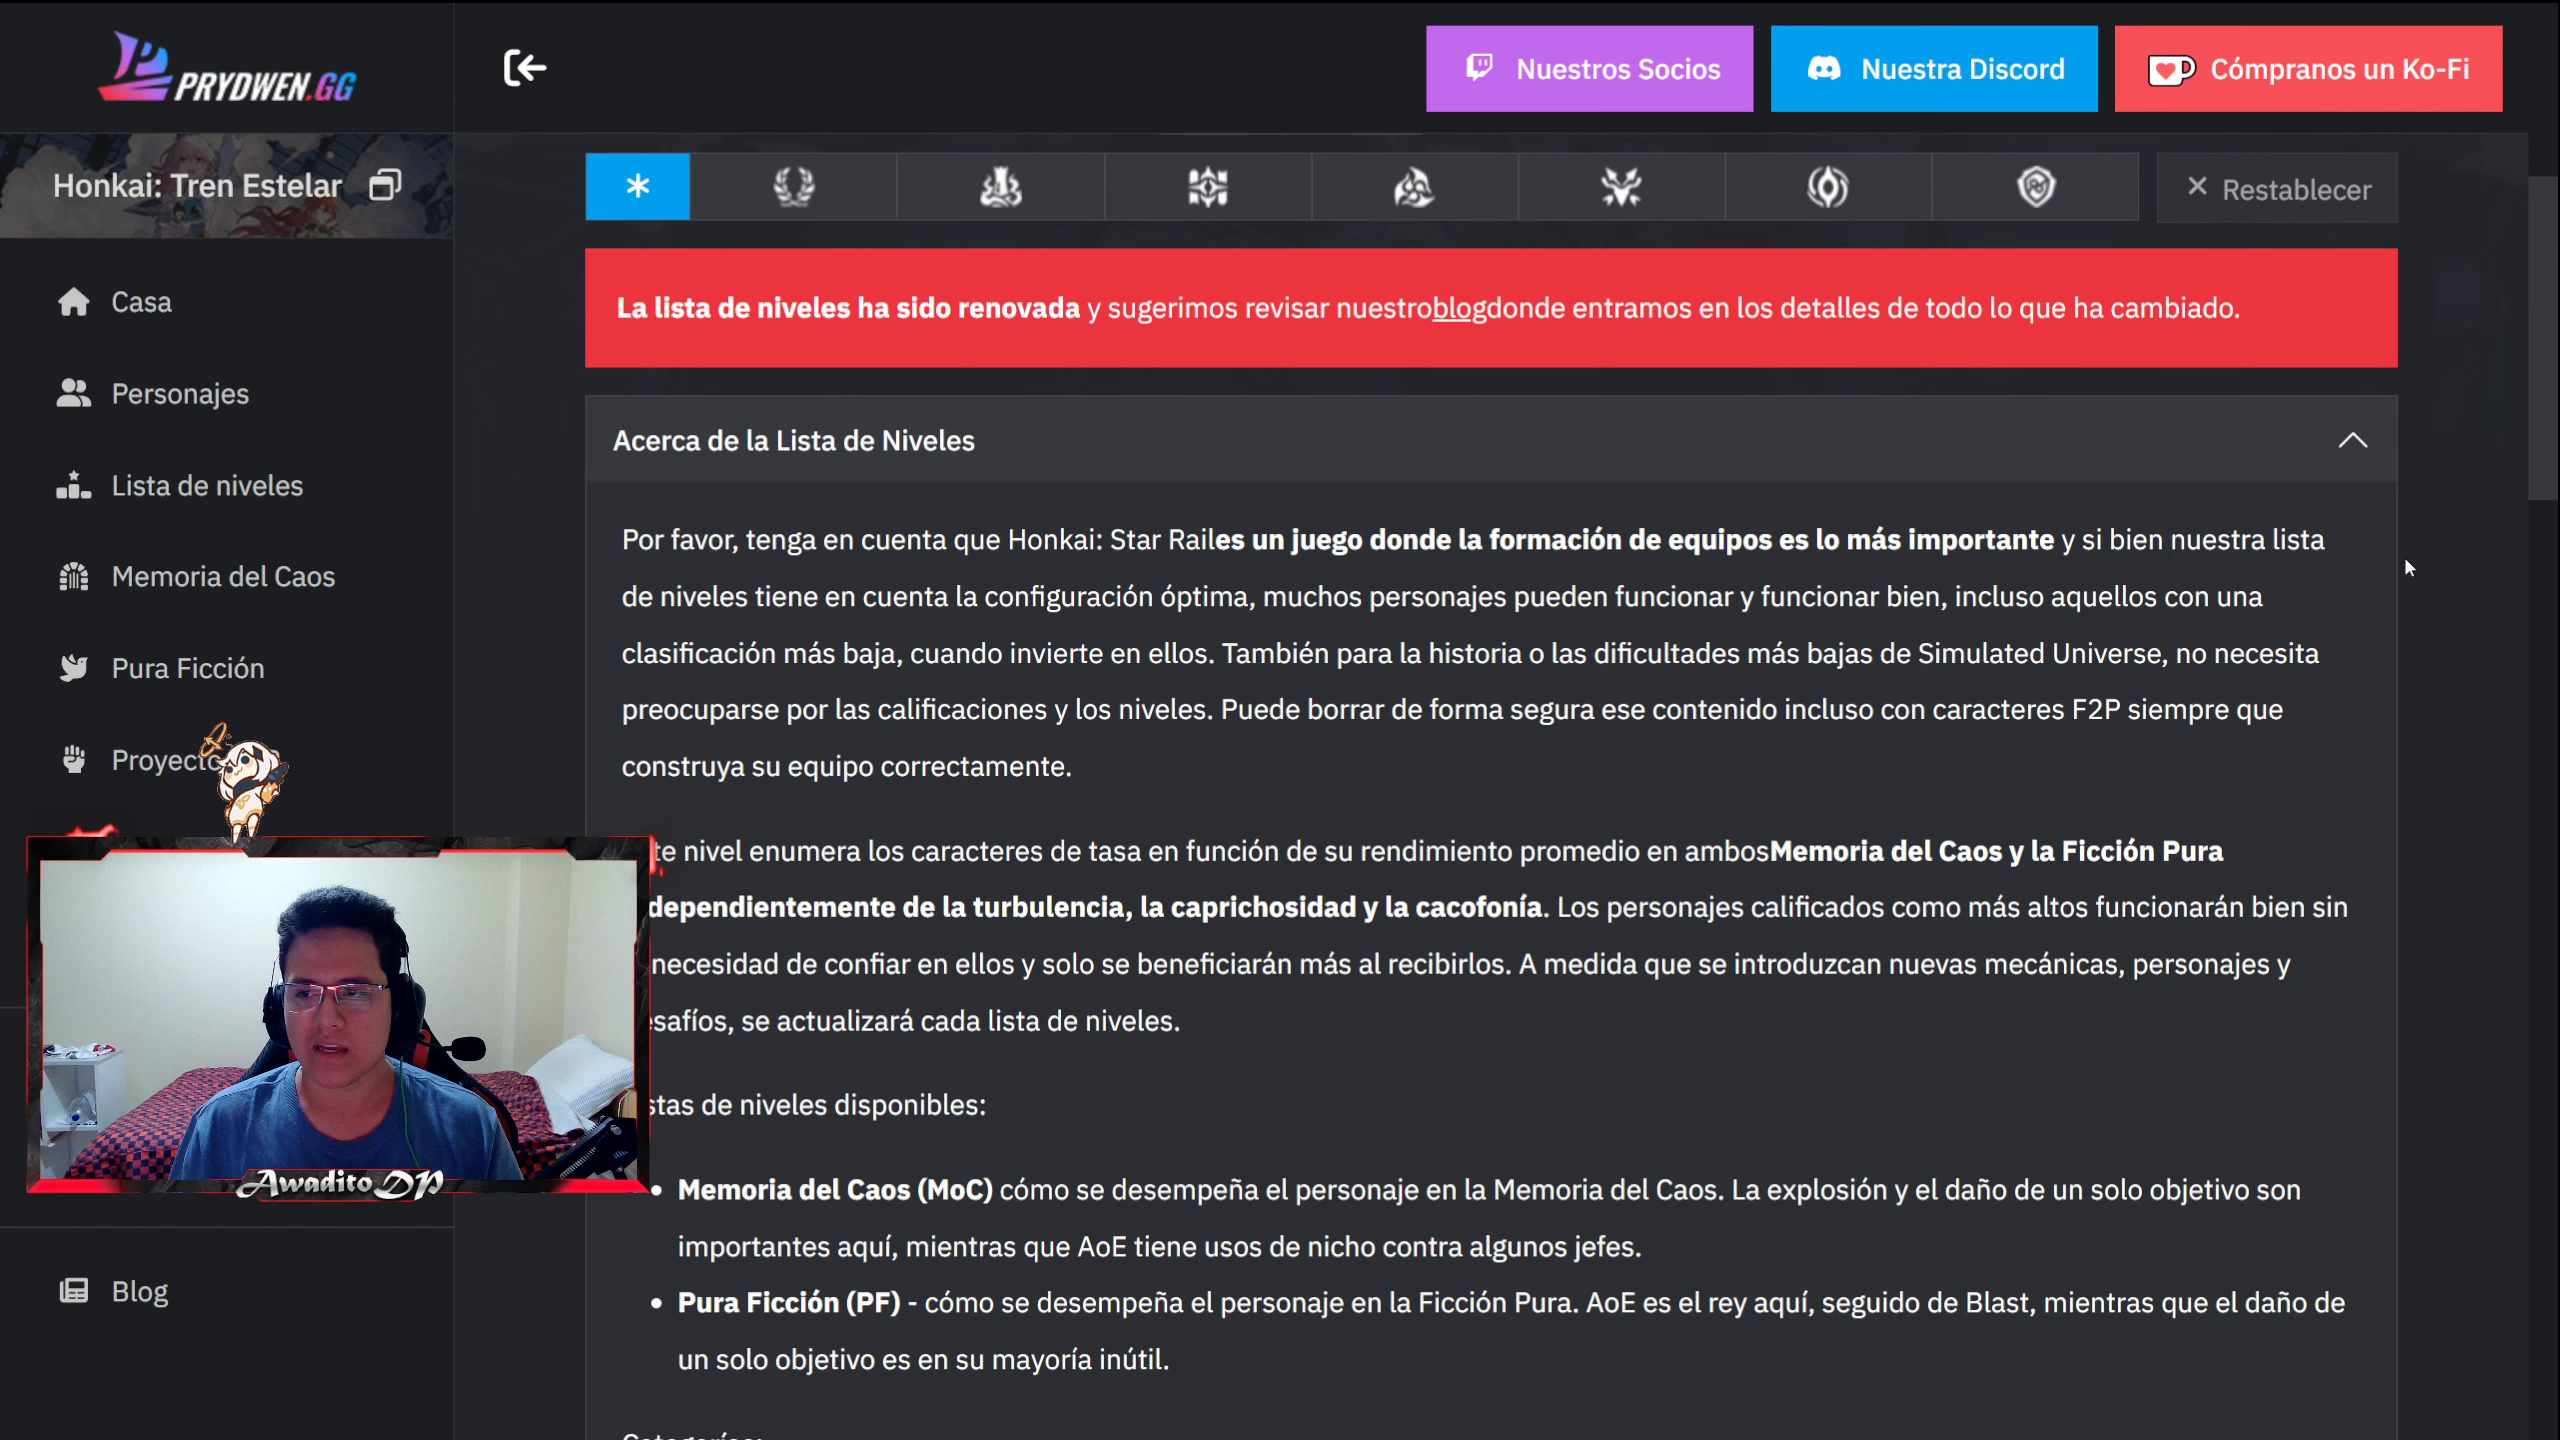 PRYDWEN.GG
Nuestros Socios
Nuestra Discord
Cómpranos un Ko-Fi
Honkai: Tren Estelar
Casa
Personajes
Lista de niveles
Memoria del Caos
Pura Ficción
Proyecto
Blog
Restablecer
La lista de niveles ha sido renovada y sugerimos revisar nuestroblogdonde entramos en los detalles de todo lo que ha cambiado.
Acerca de la Lista de Niveles
Por favor, tenga en cuenta que Honkai: Star Railes un juego donde la formación de equipos es lo más importante y si bien nuestra lista
de niveles tiene en cuenta la configuración óptima, muchos personajes pueden funcionar y funcionar bien, incluso aquellos con una
clasificación más baja, cuando invierte en ellos. También para la historia o las dificultades más bajas de Simulated Universe, no necesita
preocuparse por las calificaciones y los niveles. Puede borrar de forma segura ese contenido incluso con caracteres F2P siempre que
construya su equipo correctamente.
te nivel enumera los caracteres de tasa en función de su rendimiento promedio en ambosMemoria del Caos y la Ficción Pura
dependientemente de la turbulencia, la caprichosidad y la cacofonía. Los personajes calificados como más altos funcionarán bien sin
necesidad de confiar en ellos y solo se beneficiarán más al recibirlos. A medida que se introduzcan nuevas mecánicas, personajes y
safíos, se actualizará cada lista de niveles.
stas de niveles disponibles:
• Memoria del Caos (MoC) cómo se desempeña el personaje en la Memoria del Caos. La explosión y el daño de un solo objetivo son
importantes aquí, mientras que AoE tiene usos de nicho contra algunos jefes.
• Pura Ficción (PF) - cómo se desempeña el personaje en la Ficción Pura. AoE es el rey aquí, seguido de Blast, mientras que el daño de
un solo objetivo es en su mayoría inútil.
Awadito DP